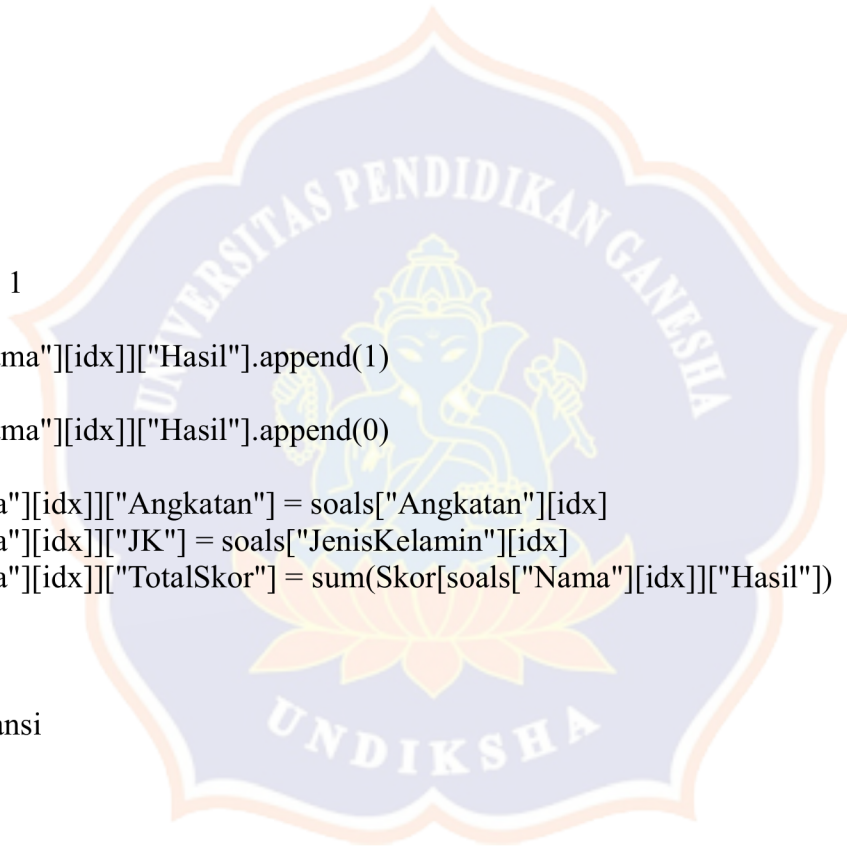 UNIVERSITAS PENDIDIKAN GANESHA
1
ma"][idx]]["Hasil"].append(1)
ma"][idx]]["Hasil"].append(0)
a"][idx]]["Angkatan"] = soals["Angkatan"][idx]
a"][idx]]["JK"] = soals["JenisKelamin"][idx]
a"][idx]]["TotalSkor"] = sum(Skor[soals["Nama"][idx]]["Hasil"])
ansi
UNDIKSHA